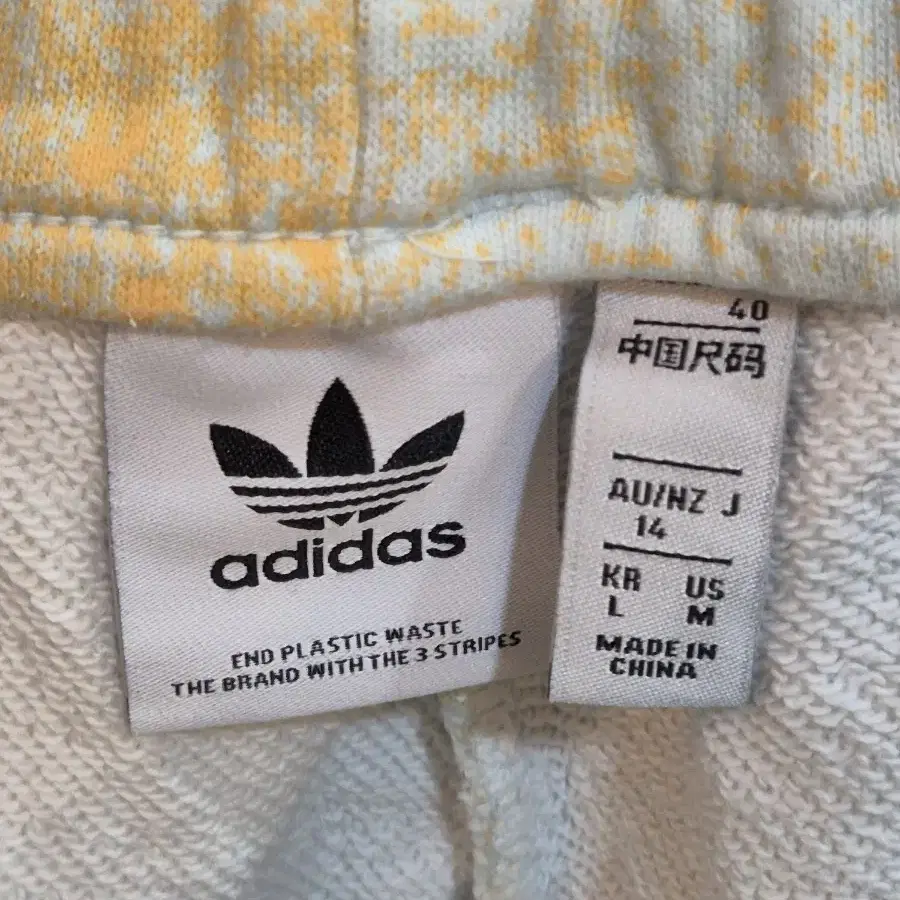 adidas
END PLASTIC WASTE
THE BRAND WITH THE 3 STRIPES
40
中国尺码
AU/NZ J
14
KR US
L M
MADE IN
CHINA